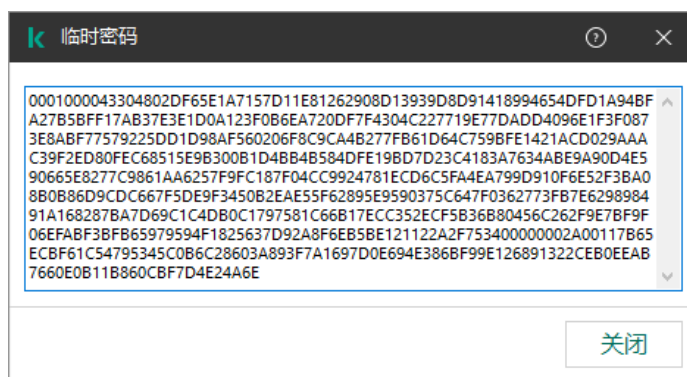 临时密码
0001000043304802DF65E1A7157D11E81262908D13939D8D91418994654DFD1A94BF
A27B5BFF17AB37E3E1D0A123F0B6EA720DF7F4304C227719E77DADD4096E1F3F087
3E8ABF77579225DD1D98AF560206F8C9CA4B277FB61D64C759BFE1421ACD029AAA
C39F2ED80FEC68515E9B300B1D4BB4B584DFE19BD7D23C4183A7634ABE9A90D4E5
90665E8277C9861AA6257F9FC187F04CC9924781ECD6C5FA4EA799D910F6E52F3BA0
8B0B86D9CDC667F5DE9F3450B2EAE55F62895E9590375C647F0362773FB7E6298984
91A168287BA7D69C1C4DB0C1797581C66B17ECC352ECF5B36B80456C262F9E7BF9F
06EFABF3BFB65979594F1825637D92A8F6EB5BE121122A2F753400000002A00117B65
ECBF61C54795345C0B6C28603A893F7A1697D0E694E386BF99E126891322CEB0EEAB
7660E0B11B860CBF7D4E24A6E
关闭